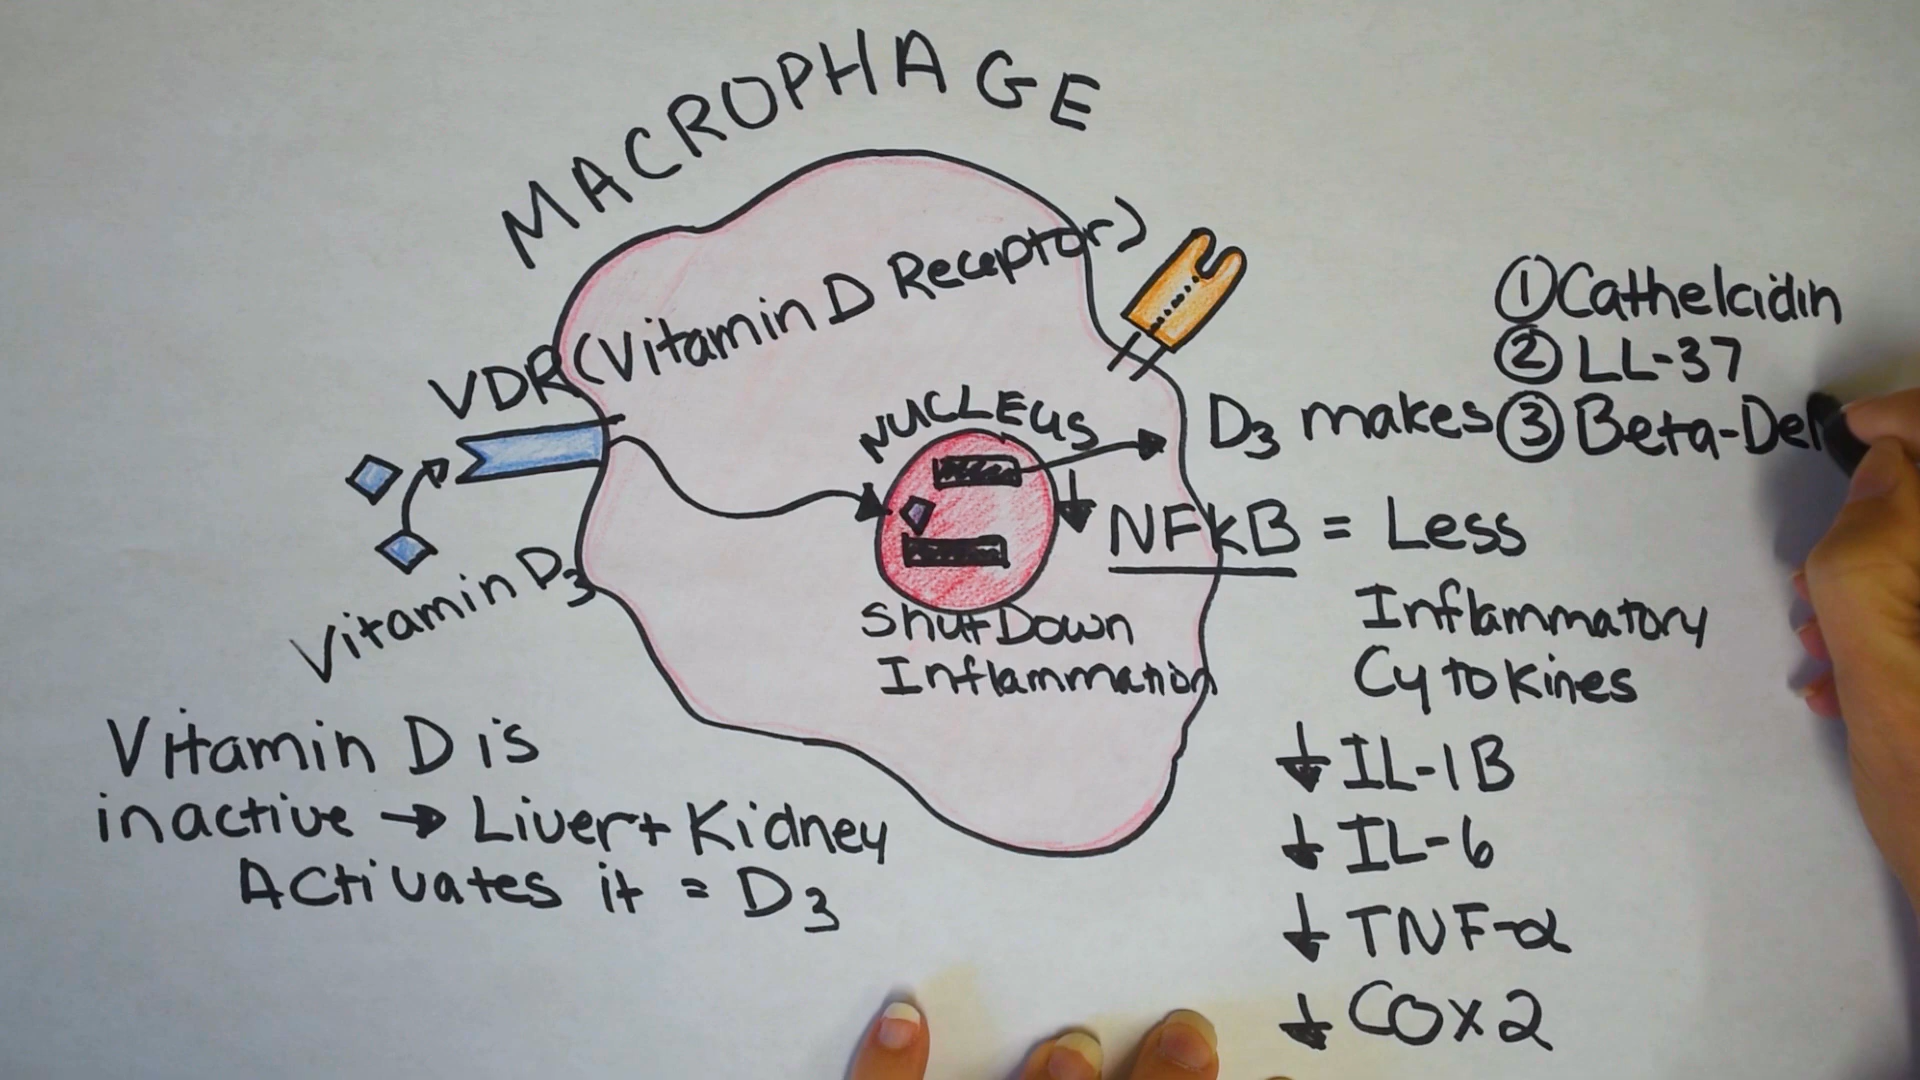 MACROPHAGE
VDR (Vitamin D Receptor)
NUCLEUS
Vitamin D3
Shut Down
Inflammation
Vitamin D is
inactive → Liver + Kidney
Activates it = D3
① Cathelcidin
② LL-37
D3 makes ③ Beta-Def
↓ NFkB = Less
Inflammatory
Cytokines
↓ IL-1B
↓ IL-6
↓ TNF-α
↓ COX2